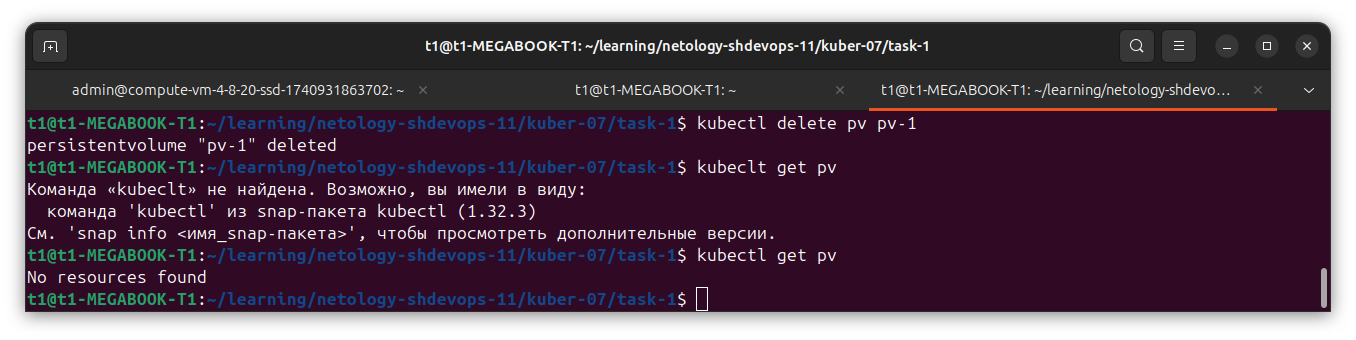 t1@t1-MEGABOOK-T1: ~/learning/netology-shdevops-11/kuber-07/task-1
admin@compute-vm-4-8-20-ssd-1740931863702: ~
t1@t1-MEGABOOK-T1: ~
t1@t1-MEGABOOK-T1: ~/learning/netology-shdevo…
t1@t1-MEGABOOK-T1:~/learning/netology-shdevops-11/kuber-07/task-1$ kubectl delete pv pv-1
persistentvolume "pv-1" deleted
t1@t1-MEGABOOK-T1:~/learning/netology-shdevops-11/kuber-07/task-1$ kubeclt get pv
Команда «kubeclt» не найдена. Возможно, вы имели в виду:
  команда 'kubectl' из snap-пакета kubectl (1.32.3)
См. 'snap info <имя_snap-пакета>', чтобы просмотреть дополнительные версии.
t1@t1-MEGABOOK-T1:~/learning/netology-shdevops-11/kuber-07/task-1$ kubectl get pv
No resources found
t1@t1-MEGABOOK-T1:~/learning/netology-shdevops-11/kuber-07/task-1$